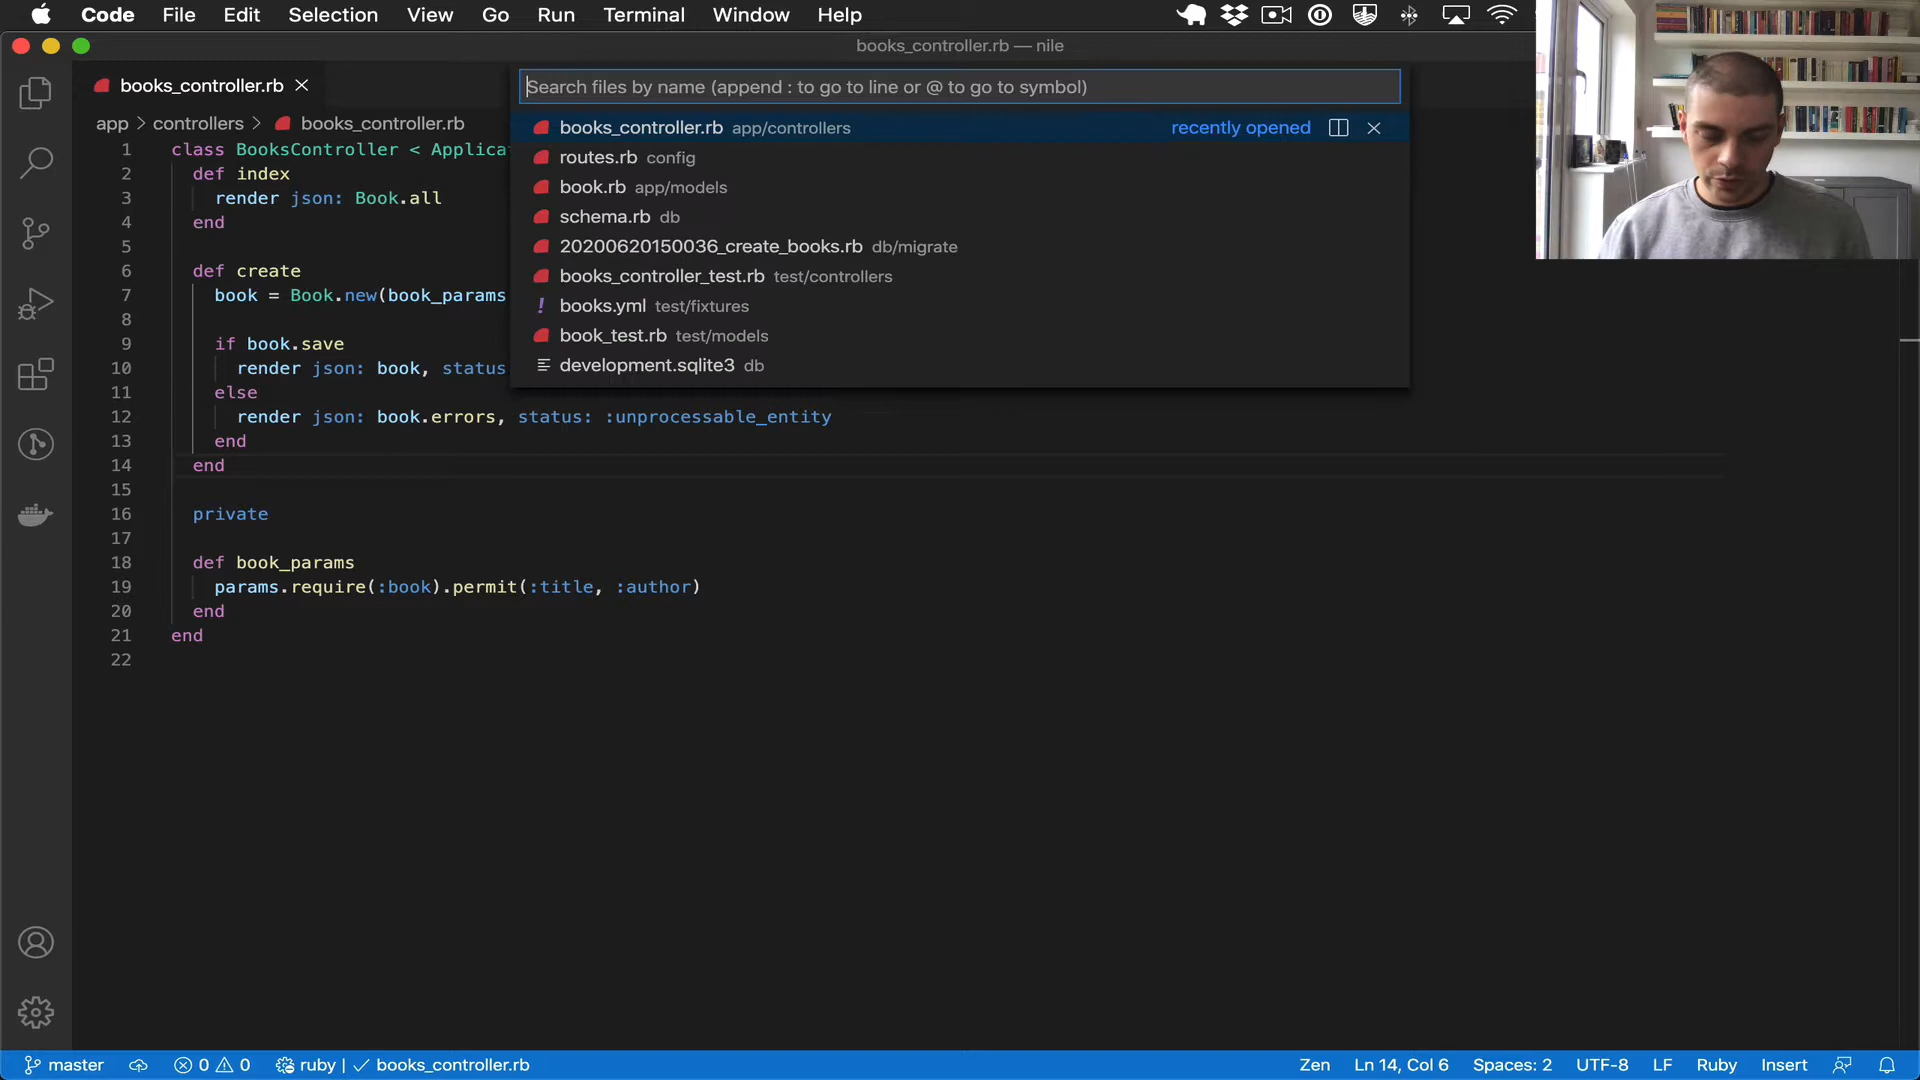 Code File Edit Selection View Go Run Terminal Window Help
books_controller.rb — nile
books_controller.rb
Search files by name (append : to go to line or @ to go to symbol)
app > controllers > books_controller.rb
books_controller.rb app/controllers recently opened
routes.rb config
book.rb app/models
schema.rb db
20200620150036_create_books.rb db/migrate
books_controller_test.rb test/controllers
! books.yml test/fixtures
book_test.rb test/models
development.sqlite3 db
1 class BooksController < Applica
2 def index
3 render json: Book.all
4 end
5
6 def create
7 book = Book.new(book_params
8
9 if book.save
10 render json: book, status
11 else
12 render json: book.errors, status: :unprocessable_entity
13 end
14 end
15
16 private
17
18 def book_params
19 params.require(:book).permit(:title, :author)
20 end
21 end
22
master 0 0 ruby | ✓ books_controller.rb Zen Ln 14, Col 6 Spaces: 2 UTF-8 LF Ruby Insert